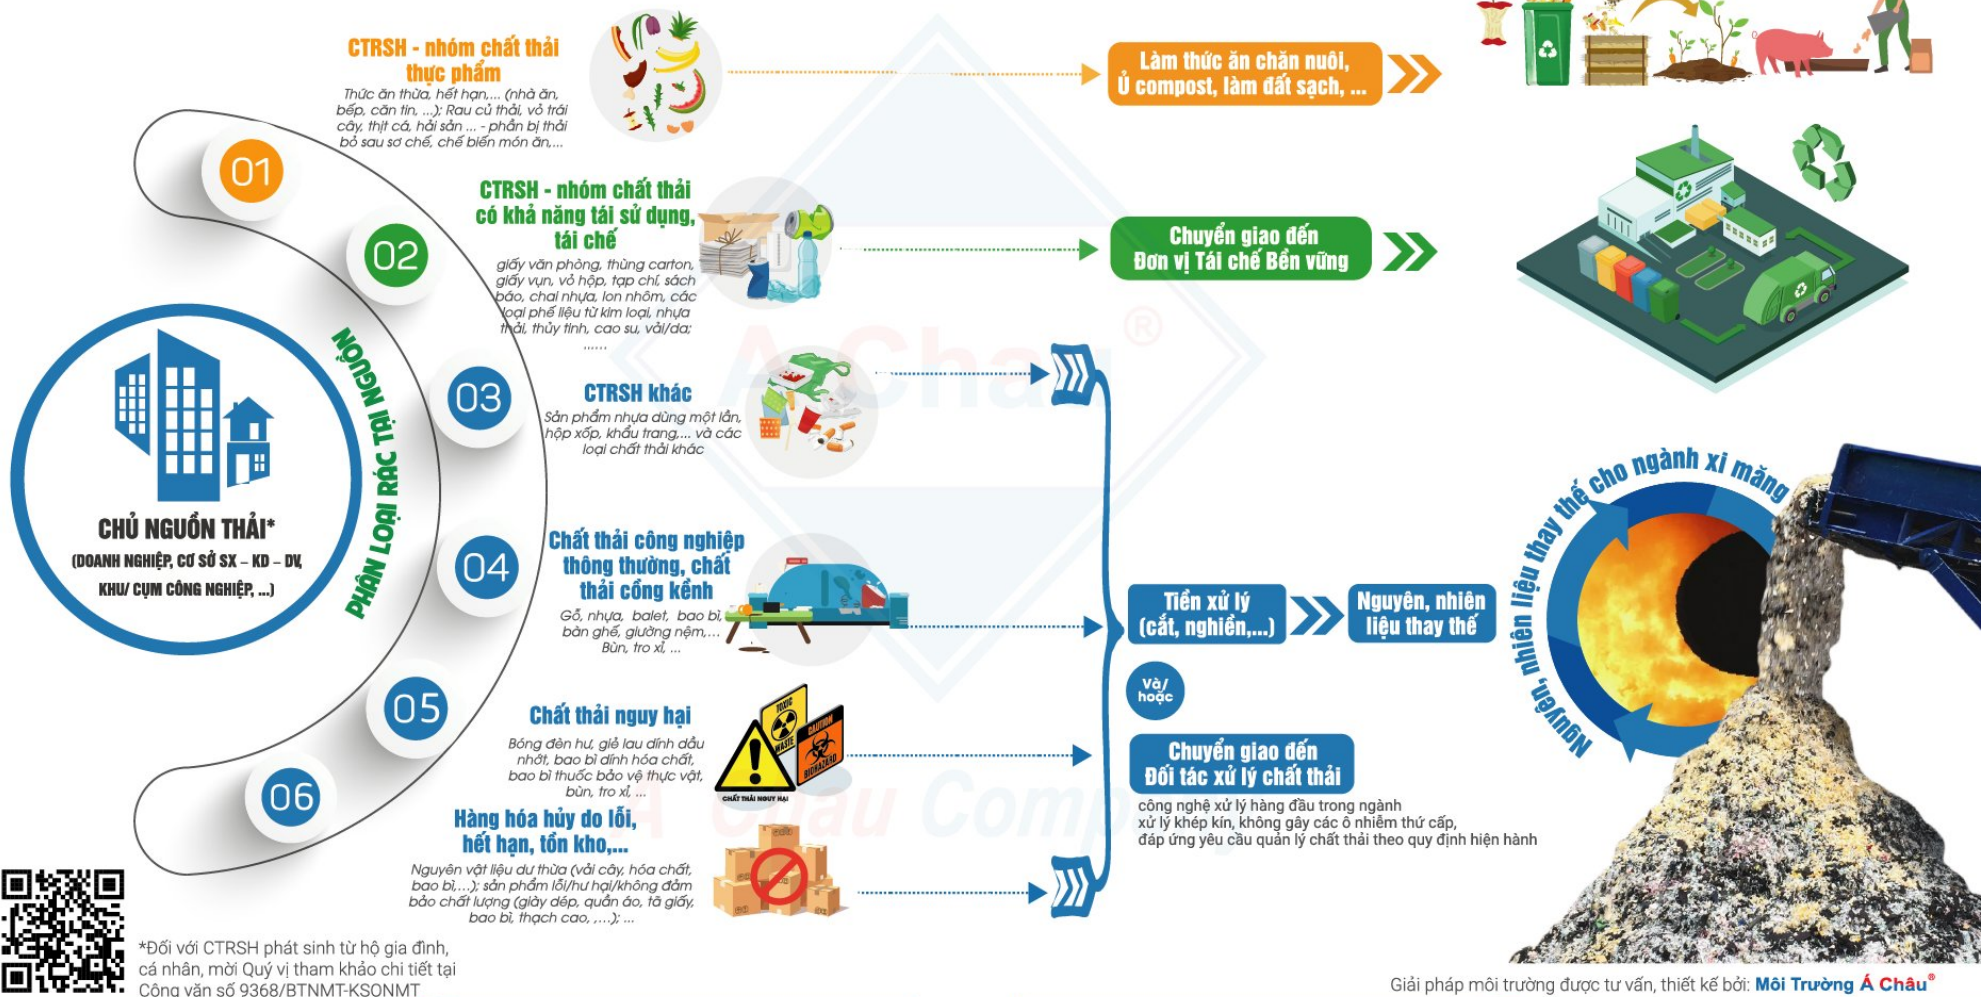 CTRSH - nhóm chất thải
thực phẩm
Thức ăn thừa, hết hạn,... (nhà ăn,
bếp, căn tin, ...); Rau củ thải, vỏ trái
cây, thịt cá, hải sản ... - phần bị thải
bỏ sau sơ chế, chế biến món ăn,...
Làm thức ăn chăn nuôi,
Ủ compost, làm đất sạch, ...
01
CTRSH - nhóm chất thải
có khả năng tái sử dụng,
tái chế
giấy văn phòng, thùng carton,
giấy vụn, vỏ hộp, tạp chí, sách
báo, chai nhựa, lon nhôm, các
loại phế liệu từ kim loại, nhựa
thải, thủy tinh, cao su, vải/da;
......
Chuyển giao đến
Đơn vị Tái chế Bền vững
02
PHÂN LOẠI RÁC TẠI NGUỒN
CHỦ NGUỒN THẢI*
(DOANH NGHIỆP, CƠ SỞ SX – KD – DV,
KHU/ CỤM CÔNG NGHIỆP, ...)
03
CTRSH khác
Sản phẩm nhựa dùng một lần,
hộp xốp, khẩu trang,... và các
loại chất thải khác
A Chau ®
04
Chất thải công nghiệp
thông thường, chất
thải cồng kềnh
Gỗ, nhựa, balet, bao bì,
bàn ghế, giường nệm,...
Bùn, tro xỉ, ...
Tiền xử lý
(cắt, nghiền,...)
Nguyên, nhiên
liệu thay thế
Nguyên, nhiên liệu thay thế cho ngành xi măng
Và/
hoặc
05
Chất thải nguy hại
Bóng đèn hư, giẻ lau dính dầu
nhớt, bao bì dính hóa chất,
bao bì thuốc bảo vệ thực vật,
bùn, tro xỉ, ...
TOXIC
WASTE
CAUTION
BIOHAZARD
CHẤT THẢI NGUY HẠI
Chuyển giao đến
Đối tác xử lý chất thải
công nghệ xử lý hàng đầu trong ngành
xử lý khép kín, không gây các ô nhiễm thứ cấp,
đáp ứng yêu cầu quản lý chất thải theo quy định hiện hành
06
Hàng hóa hủy do lỗi,
hết hạn, tồn kho,...
Nguyên vật liệu dư thừa (vải cây, hóa chất,
bao bì,...); sản phẩm lỗi/hư hại/không đảm
bảo chất lượng (giày dép, quần áo, tã giấy,
bao bì, thạch cao, ,...); ...
*Đối với CTRSH phát sinh từ hộ gia đình,
cá nhân, mời Quý vị tham khảo chi tiết tại
Công văn số 9368/BTNMT-KSONMT
Giải pháp môi trường được tư vấn, thiết kế bởi: Môi Trường Á Châu®